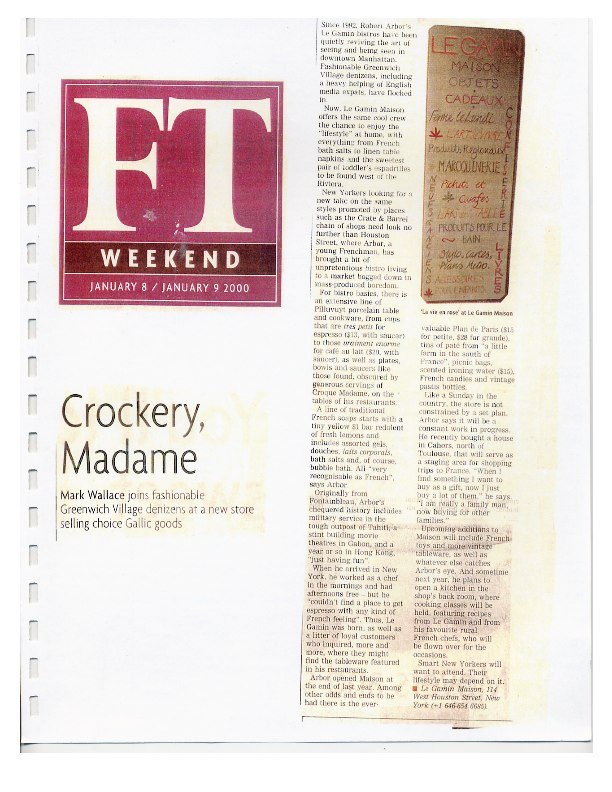 FT
WEEKEND
JANUARY 8 / JANUARY 9 2000
Crockery,
Madame
Mark Wallace joins fashionable
Greenwich Village denizens at a new store
selling choice Gallic goods
Since 1992, Robert Arbor's
Le Gamin bistros have been
quietly reviving the art of
seeing and being seen in
downtown Manhattan.
Fashionable Greenwich
Village denizens, including
a heavy helping of English
media expats, have flocked
in.
Now, Le Gamin Maison
offers the same cool crew
the chance to enjoy the
"lifestyle" at home, with
everything from French
bath salts to linen table
napkins and the sweetest
pair of toddler's espadrilles
to be found west of the
Riviera.
New Yorkers looking for a
new take on the same
styles promoted by places
such as the Crate & Barrel
chain of shops need look no
further than Houston
Street, where Arbor, a
young Frenchman, has
brought a bit of
unpretentious bistro living
to a market bogged down in
mass-produced boredom.
For bistro basics, there is
an extensive line of
Pillivuyt porcelain table
and cookware, from cups
that are très petit for
espresso ($13, with saucer)
to those vraiment énorme
for café au lait ($29, with
saucer), as well as plates,
bowls and saucers like
those found, obscured by
generous servings of
Croque Madame, on the
tables of his restaurants.
A line of traditional
French soaps starts with a
tiny yellow $1 bar redolent
of fresh lemons and
includes assorted gels,
douches, laits corporals,
bath salts and, of course,
bubble bath. All "very
recognisable as French",
says Arbor.
Originally from
Fontainbleau, Arbor's
chequered history includes
military service in the
tough outpost of Tahiti, a
stint building movie
theatres in Gabon, and a
year or so in Hong Kong,
"just having fun".
When he arrived in New
York, he worked as a chef
in the mornings and had
afternoons free – but he
"couldn't find a place to get
espresso with any kind of
French feeling". Thus, Le
Gamin was born, as well as
a litter of loyal customers
who inquired, more and
more, where they might
find the tableware featured
in his restaurants.
Arbor opened Maison at
the end of last year. Among
other odds and ends to be
had there is the ever-
LE GAMIN
MAISON
OBJETS
CADEAUX
L'ART CULINAIRE
Produits Regionaux
MAROQUINERIE
L'ART DE LA TABLE
PRODUITS POUR LE
BAIN
LIVRES
'La vie en rose' at Le Gamin Maison
valuable Plan de Paris ($15
for petite, $28 for grande),
tins of paté from "a little
farm in the south of
France", picnic bags,
scented ironing water ($15),
French candies and vintage
pastis bottles.
Like a Sunday in the
country, the store is not
constrained by a set plan.
Arbor says it will be a
constant work in progress.
He recently bought a house
in Cahors, north of
Toulouse, that will serve as
a staging area for shopping
trips to France. "When I
find something I want to
buy as a gift, now I just
buy a lot of them," he says.
"I am really a family man,
now buying for other
families."
Upcoming additions to
Maison will include French
toys and more vintage
tableware, as well as
whatever else catches
Arbor's eye. And sometime
next year, he plans to
open a kitchen in the
shop's back room, where
cooking classes will be
held, featuring recipes
from Le Gamin and from
his favourite rural
French chefs, who will
be flown over for the
occasions.
Smart New Yorkers will
want to attend. Their
lifestyle may depend on it.
■ Le Gamin Maison, 114
West Houston Street, New
York (+1 646-654 6685).